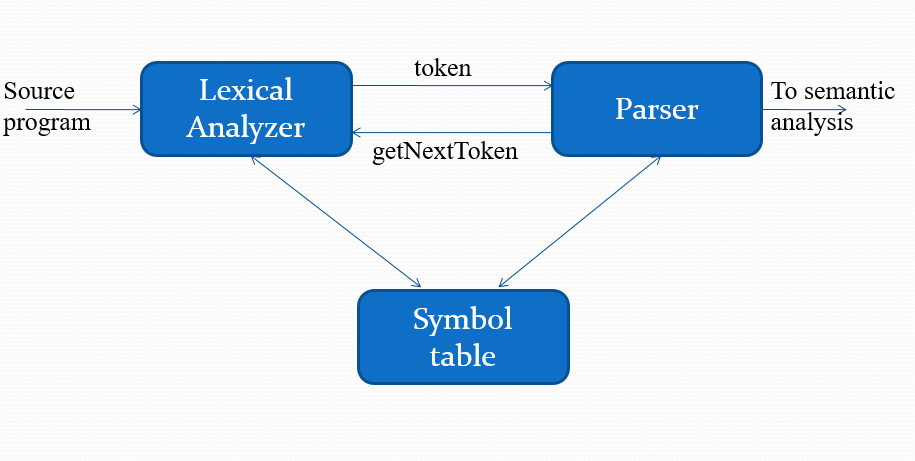 Source
program
Lexical
Analyzer
token
getNextToken
Parser
To semantic
analysis
Symbol
table